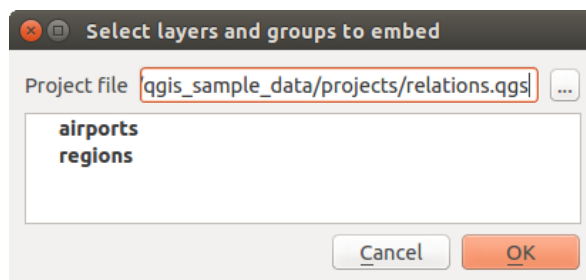 Select layers and groups to embed
Project file /qgis_sample_data/projects/relations.qgs ...
airports
regions
Cancel OK